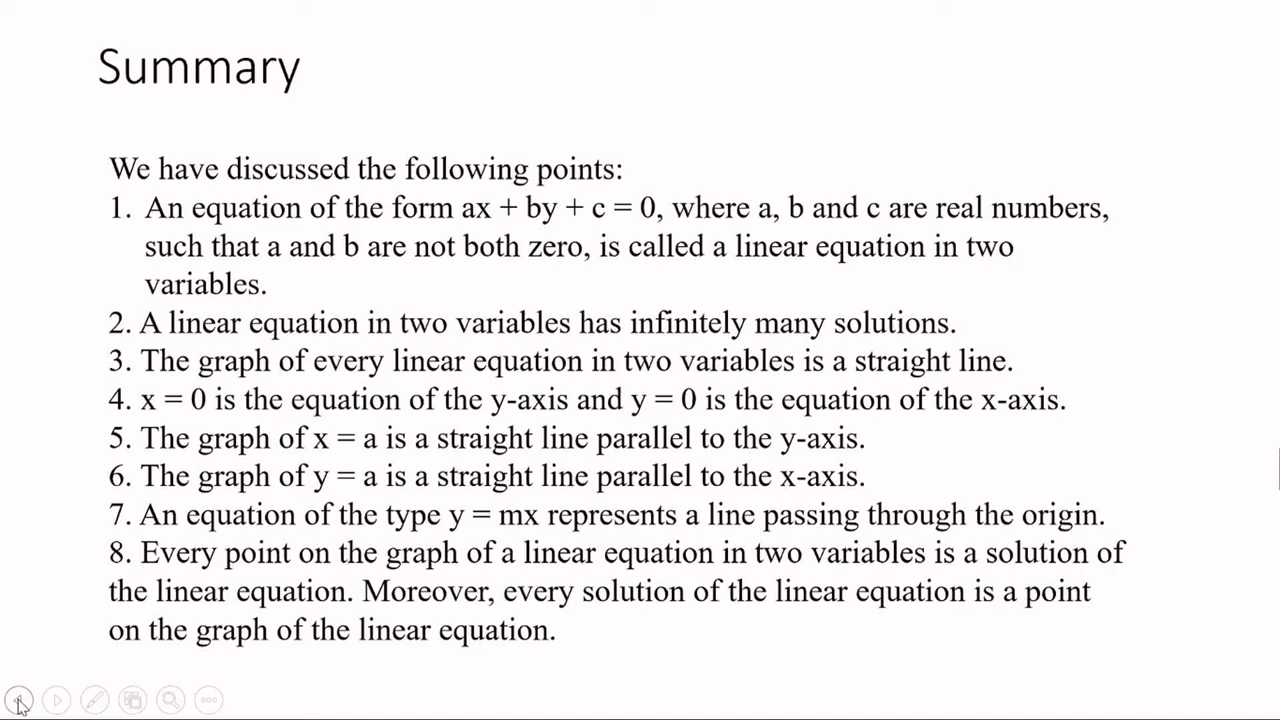 Summary
We have discussed the following points:
1. An equation of the form ax + by + c = 0, where a, b and c are real numbers,
such that a and b are not both zero, is called a linear equation in two
variables.
2. A linear equation in two variables has infinitely many solutions.
3. The graph of every linear equation in two variables is a straight line.
4. x = 0 is the equation of the y-axis and y = 0 is the equation of the x-axis.
5. The graph of x = a is a straight line parallel to the y-axis.
6. The graph of y = a is a straight line parallel to the x-axis.
7. An equation of the type y = mx represents a line passing through the origin.
8. Every point on the graph of a linear equation in two variables is a solution of
the linear equation. Moreover, every solution of the linear equation is a point
on the graph of the linear equation.